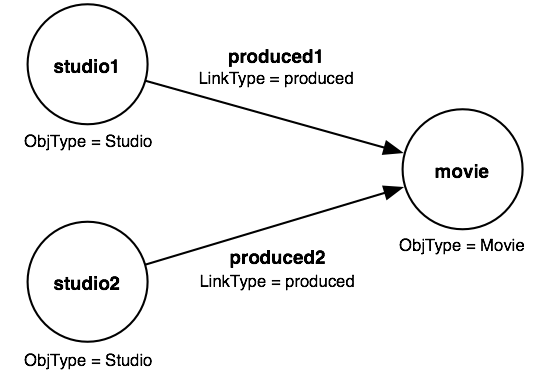 studio1
ObjType = Studio
produced1
LinkType = produced
movie
ObjType = Movie
produced2
LinkType = produced
studio2
ObjType = Studio